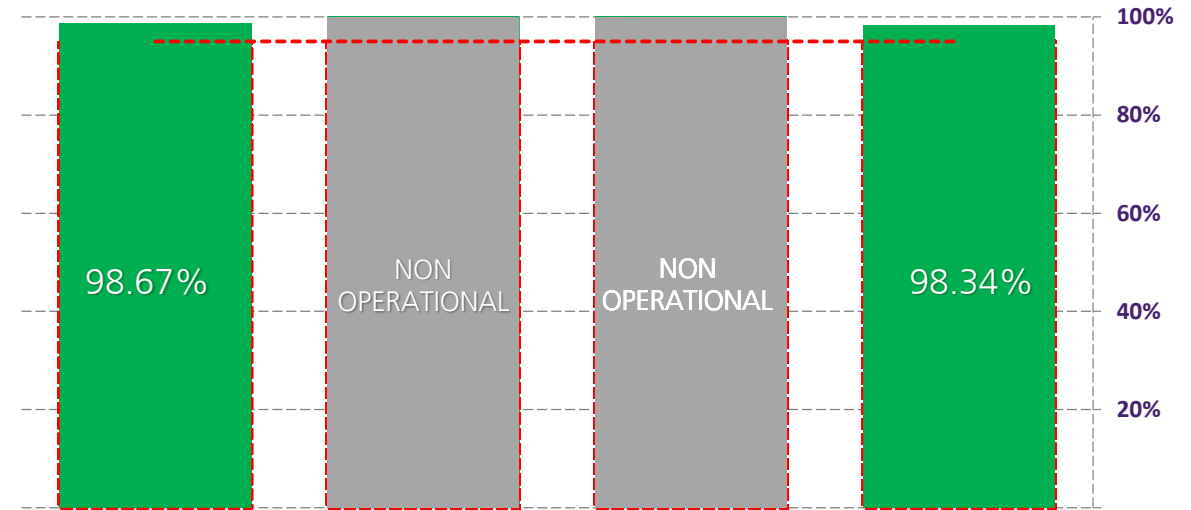 100%
80%
98.67%
NON
OPERATIONAL
NON
OPERATIONAL
98.34%
60%
40%
20%